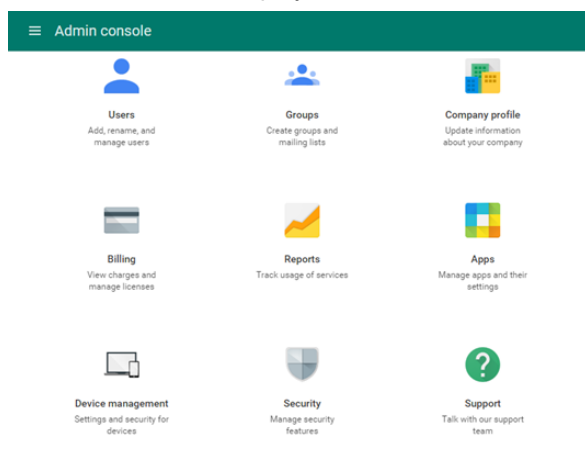 Admin console
Users
Add, rename, and
manage users
Groups
Create groups and
mailing lists
Company profile
Update information
about your company
Billing
View charges and
manage licenses
Reports
Track usage of services
Apps
Manage apps and their
settings
Device management
Settings and security for
devices
Security
Manage security
features
Support
Talk with our support
team